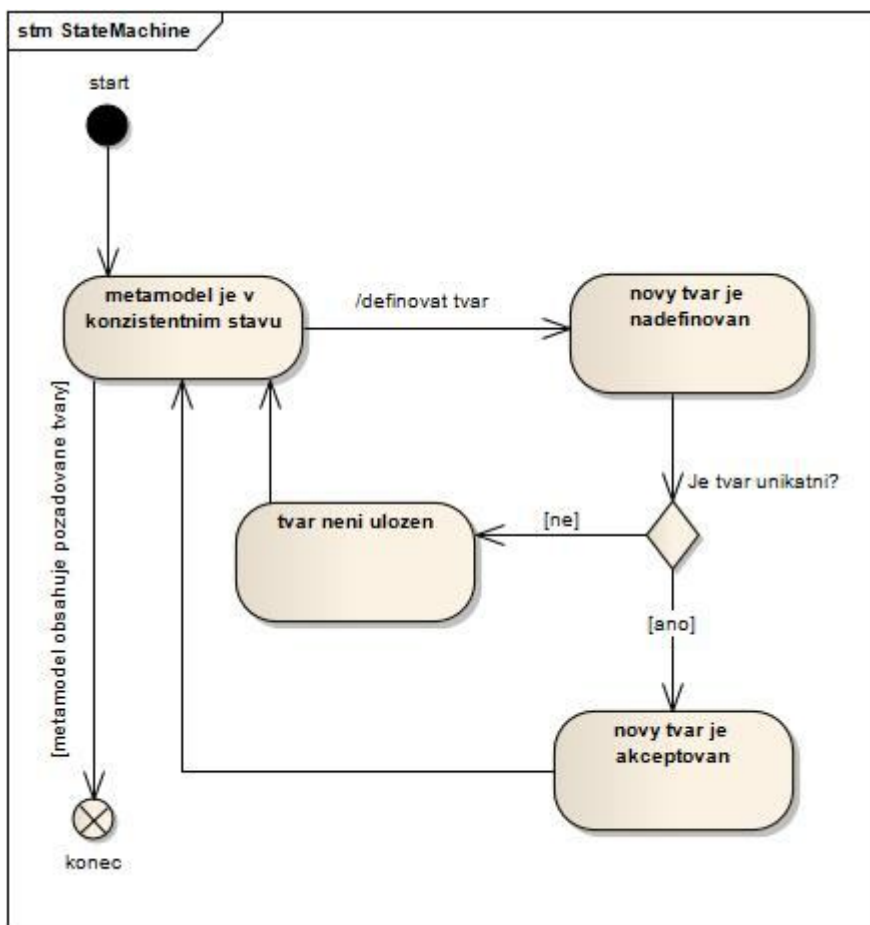 stm StateMachine
start
metamodel je v
konzistentnim stavu
/definovat tvar
novy tvar je
nadefinovan
[metamodel obsahuje pozadovane tvary]
Je tvar unikatni?
tvar neni ulozen
[ne]
[ano]
novy tvar je
akceptovan
konec